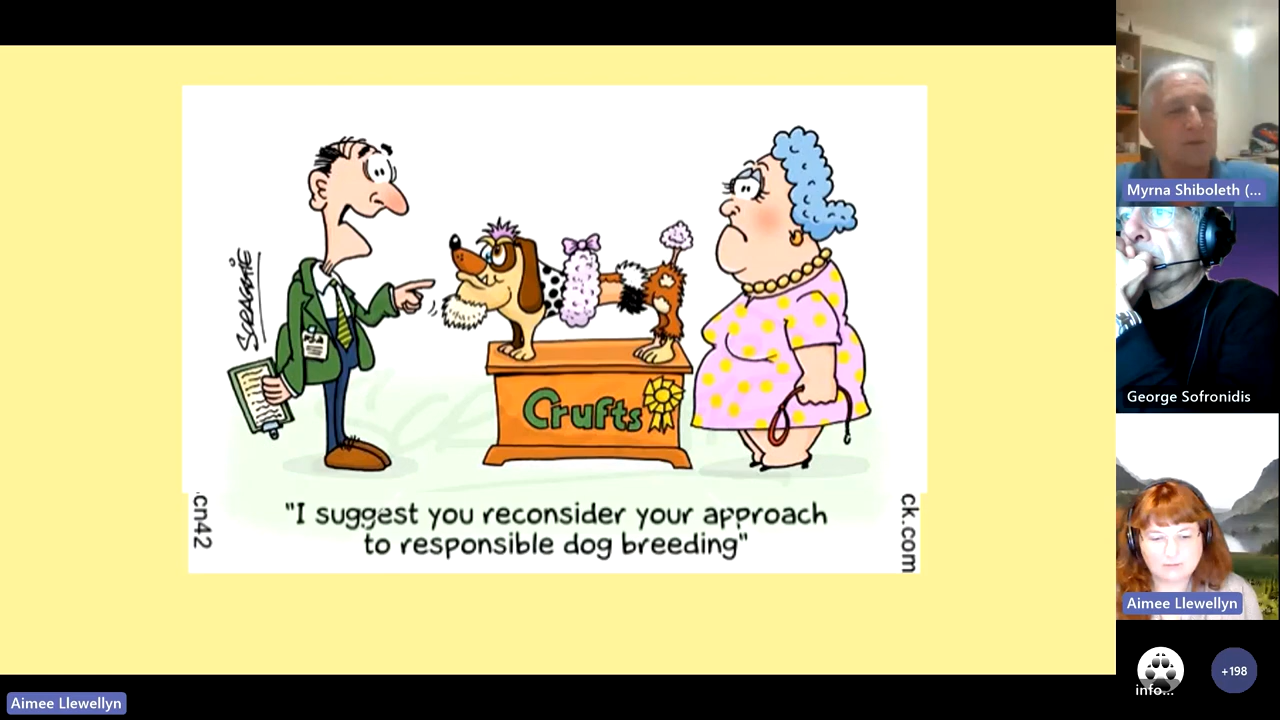 SCRAGGIE
Crufts
"I suggest you reconsider your approach
to responsible dog breeding"
.cn42
ck.com
Myrna Shiboleth (...
George Sofronidis
Aimee Llewellyn
info...
+198
Aimee Llewellyn